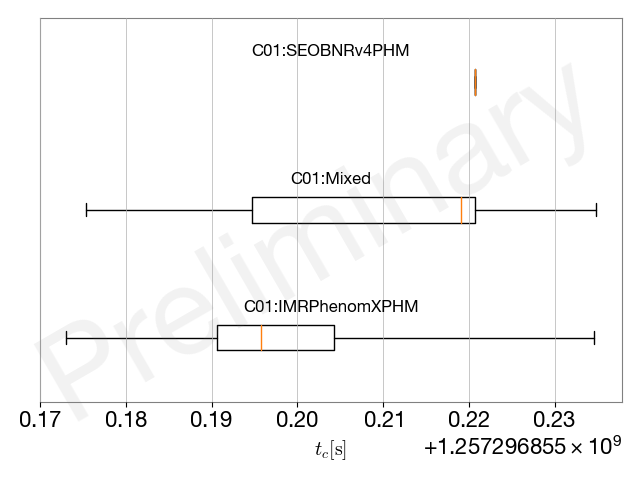 C01:SEOBNRv4PHM
Preliminary
C01:Mixed
C01:IMRPhenomXPHM
0.17 0.18 0.19 0.20 0.21 0.22 0.23
t_c[s]
+1.257296855 × 10⁹